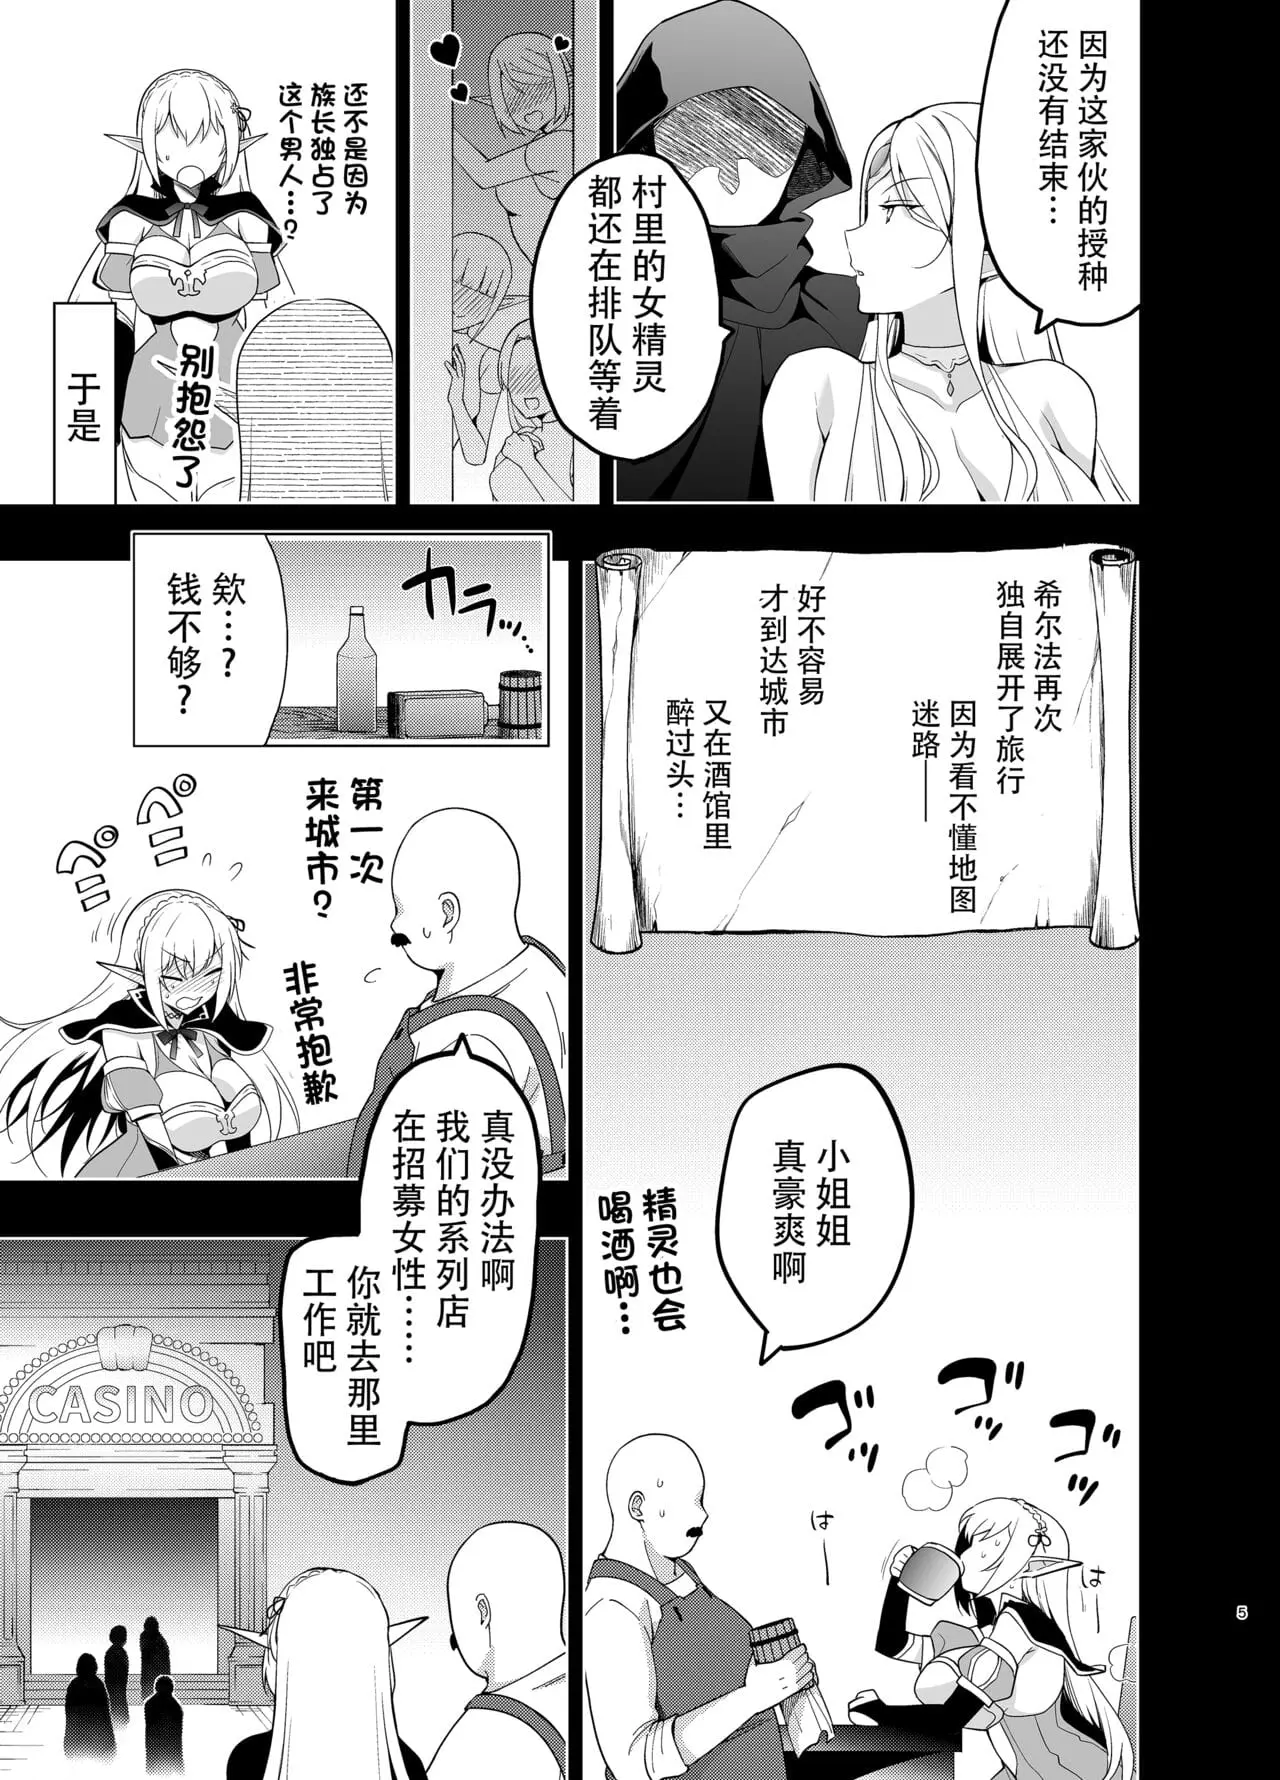 因为这家伙的授种
还没有结束…
村里的女精灵
都还在排队等着
还不是因为
族长独占了
这个男人…？
别抱怨了
于是
希尔法再次
独自展开了旅行
因为看不懂地图
迷路——
好不容易
才到达城市
又在酒馆里
醉过头…
小姐姐
真豪爽啊
精灵也会
喝酒啊…
ゴッ
ゴッ
ゴッ
は
は
カラッ…
欸…？
钱不够？
第一次
来城市？
ペコ
ペコ
非常抱歉
真没办法啊
我们的系列店
在招募女性……
你就去那里
工作吧
CASINO
5